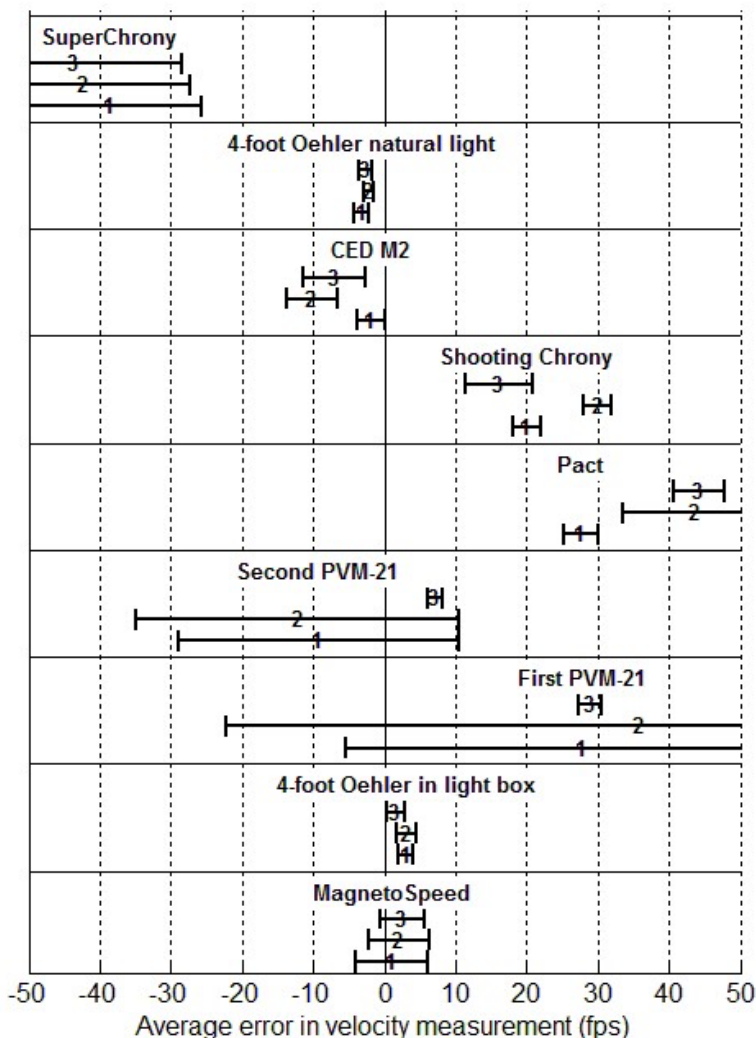 SuperChrony
3
2
1
4-foot Oehler natural light
3
2
1
CED M2
3
2
1
Shooting Chrony
3
2
1
Pact
3
2
1
Second PVM-21
3
2
1
First PVM-21
3
2
1
4-foot Oehler in light box
3
2
1
MagnetoSpeed
3
2
1
-50 -40 -30 -20 -10 0 10 20 30 40 50
Average error in velocity measurement (fps)